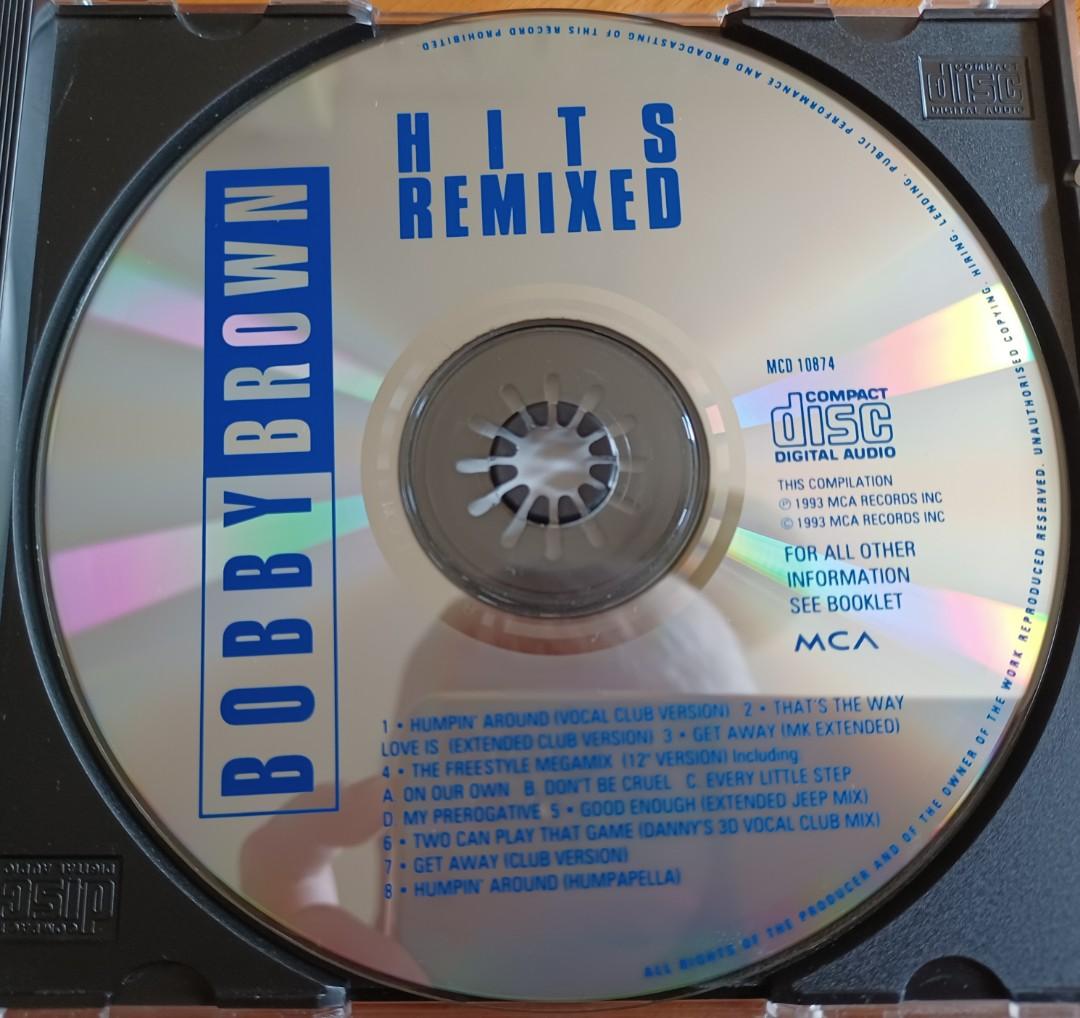 HITS
REMIXED
BOBBY BROWN
MCD 10874
COMPACT
disc
DIGITAL AUDIO
THIS COMPILATION
℗ 1993 MCA RECORDS INC
© 1993 MCA RECORDS INC
FOR ALL OTHER
INFORMATION
SEE BOOKLET
MCA
1 • HUMPIN' AROUND (VOCAL CLUB VERSION) 2 • THAT'S THE WAY
LOVE IS (EXTENDED CLUB VERSION) 3 • GET AWAY (MK EXTENDED)
4 • THE FREESTYLE MEGAMIX (12" VERSION) Including
A. ON OUR OWN B. DON'T BE CRUEL C. EVERY LITTLE STEP
D. MY PREROGATIVE 5 • GOOD ENOUGH (EXTENDED JEEP MIX)
6 • TWO CAN PLAY THAT GAME (DANNY'S 3D VOCAL CLUB MIX)
7 • GET AWAY (CLUB VERSION)
8 • HUMPIN' AROUND (HUMPAPELLA)
ALL RIGHTS OF THE PRODUCER AND OF THE OWNER OF THE WORK REPRODUCED RESERVED. UNAUTHORISED COPYING, HIRING, LENDING, PUBLIC PERFORMANCE AND BROADCASTING OF THIS RECORD PROHIBITED.
COMPACT
disc
DIGITAL AUDIO
COMPACT
disc
DIGITAL AUDIO